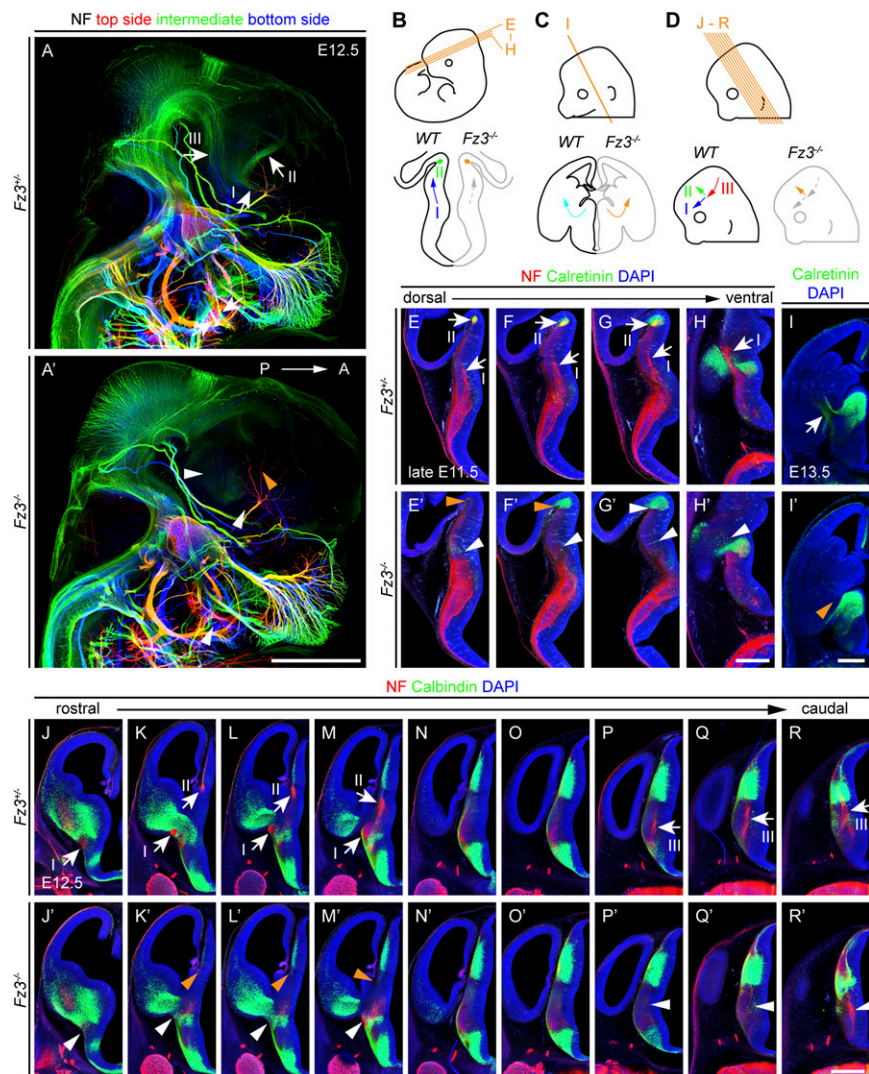 NF top side intermediate bottom side
A E12.5
III
II
I
Fz3+/-
A' P A
Fz3-/-
B C D
E
H
I
J - R
WT Fz3-/-
II
I
WT Fz3-/-
WT Fz3-/-
II III
I
NF Calretinin DAPI
dorsal ventral
Calretinin
DAPI
Fz3+/-
E F G H I
II II II I
I I I
late E11.5 E13.5
Fz3-/-
E' F' G' H' I'
NF Calbindin DAPI
rostral caudal
Fz3+/-
J K L M N O P Q R
II II II
I I I I III III III
E12.5
Fz3-/-
J' K' L' M' N' O' P' Q' R'